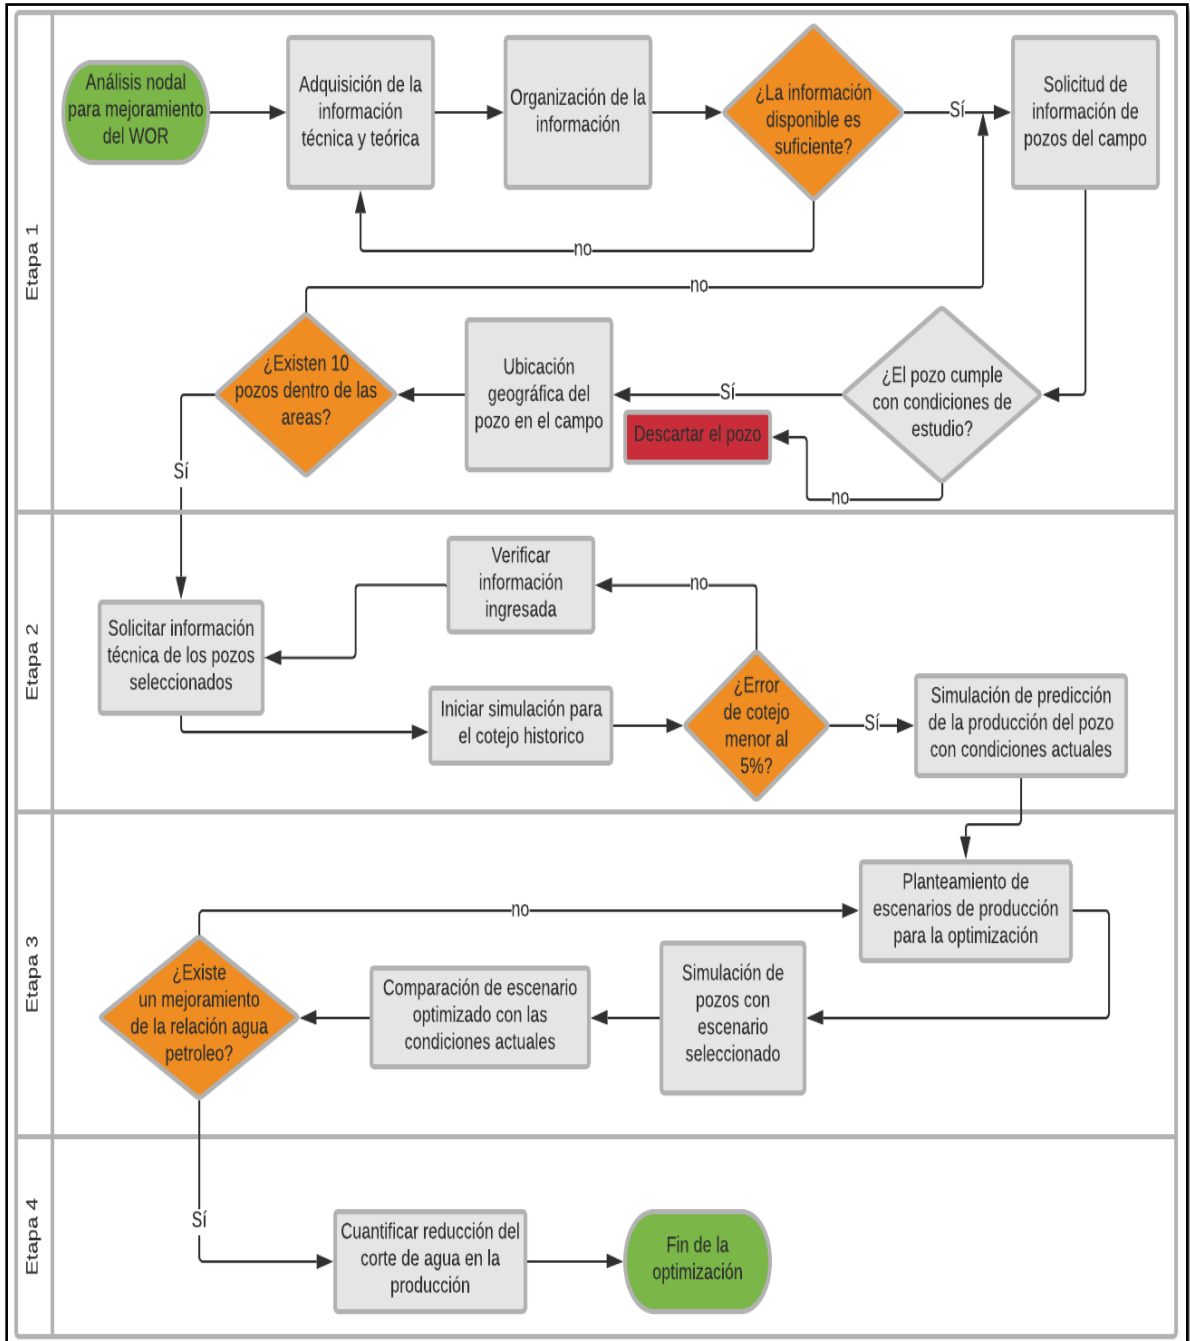 Etapa 1
Análisis nodal
para mejoramiento
del WOR
Adquisición de la
información
técnica y teórica
Organización de la
información
¿La información
disponible es
suficiente?
Sí
Solicitud de
información de
pozos del campo
no
no
¿Existen 10
pozos dentro de las
areas?
Ubicación
geográfica del
pozo en el campo
Sí
¿El pozo cumple
con condiciones de
estudio?
Descartar el pozo
no
Sí
Etapa 2
Verificar
información
ingresada
no
Solicitar información
técnica de los pozos
seleccionados
Iniciar simulación para
el cotejo historico
¿Error
de cotejo
menor al
5%?
Sí
Simulación de predicción
de la producción del pozo
con condiciones actuales
Etapa 3
Planteamiento de
escenarios de producción
para la optimización
no
¿Existe
un mejoramiento
de la relación agua
petroleo?
Comparación de escenario
optimizado con las
condiciones actuales
Simulación de
pozos con
escenario
seleccionado
Etapa 4
Sí
Cuantificar reducción del
corte de agua en la
producción
Fin de la
optimización